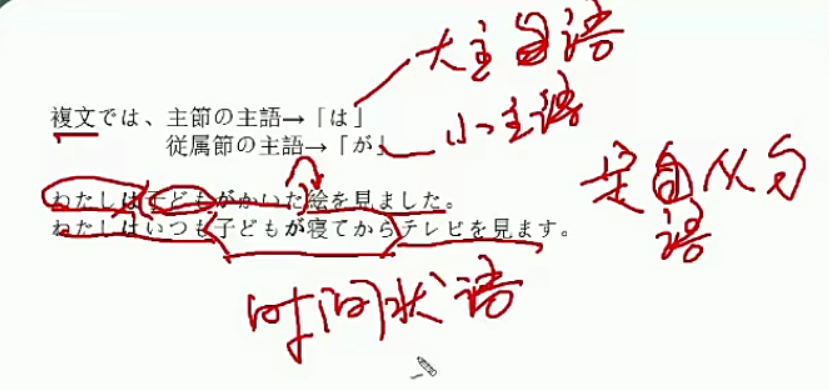 大主语
複文では、主節の主語→「は」
小主语
従属節の主語→「が」
定从句
语
わたしは子どもがかいた絵を見ました。
わたしはいつも子どもが寝てからテレビを見ます。
时间状语